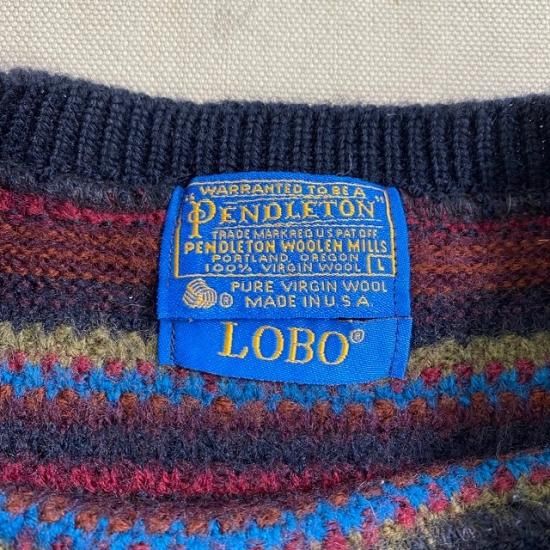 "WARRANTED TO BE A
PENDLETON"
TRADE MARK REG U.S. PAT OFF
PENDLETON WOOLEN MILLS
PORTLAND, OREGON
100% VIRGIN WOOL L
® PURE VIRGIN WOOL
MADE IN U.S.A.
LOBO®